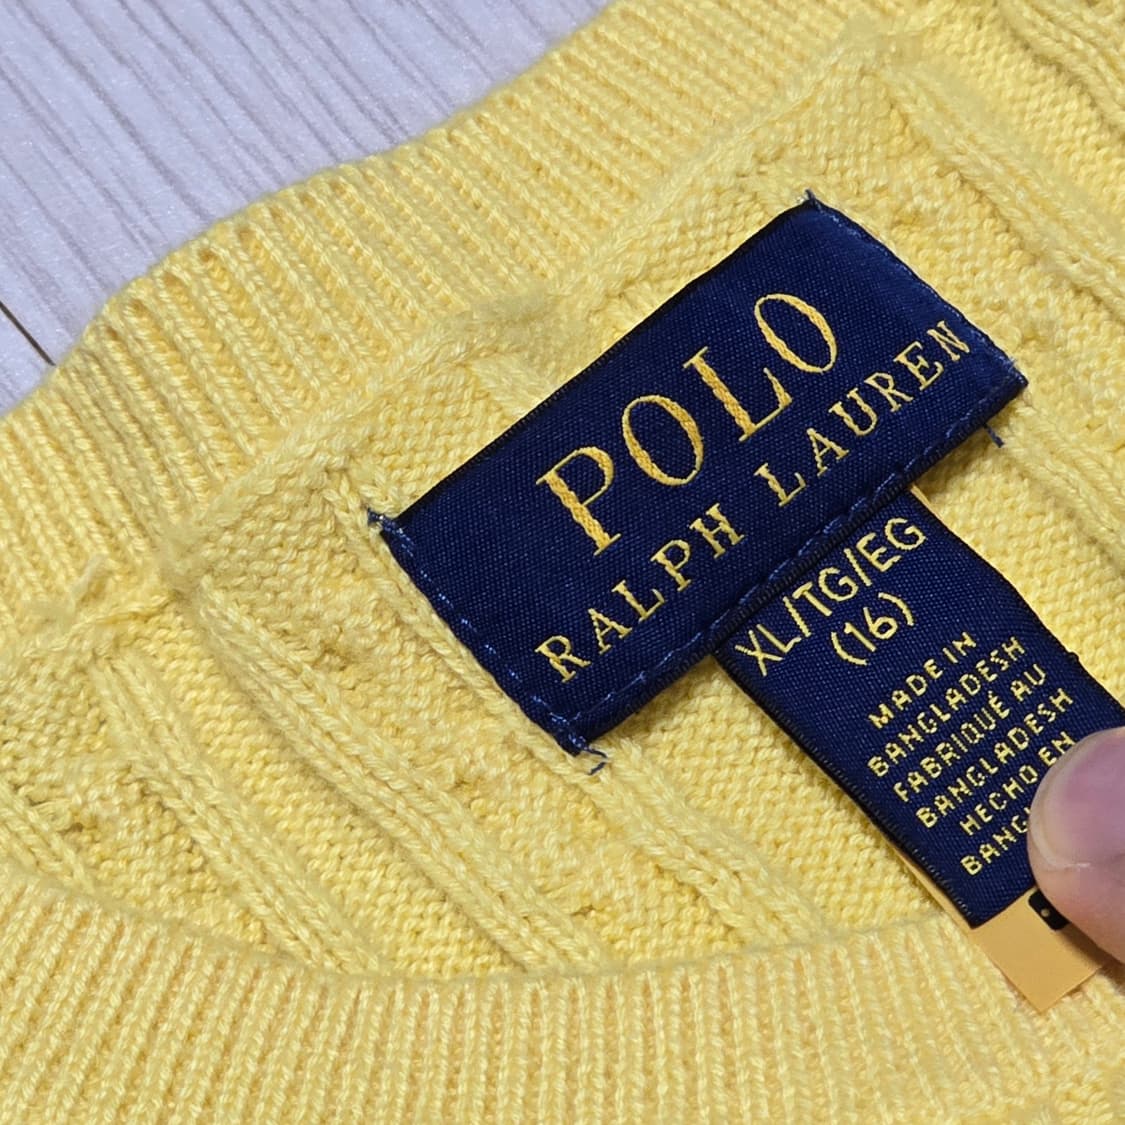 POLO
RALPH LAUREN
XL/TG/EG
(16)
MADE IN
BANGLADESH
FABRIQUÉ AU
BANGLADESH
HECHO EN